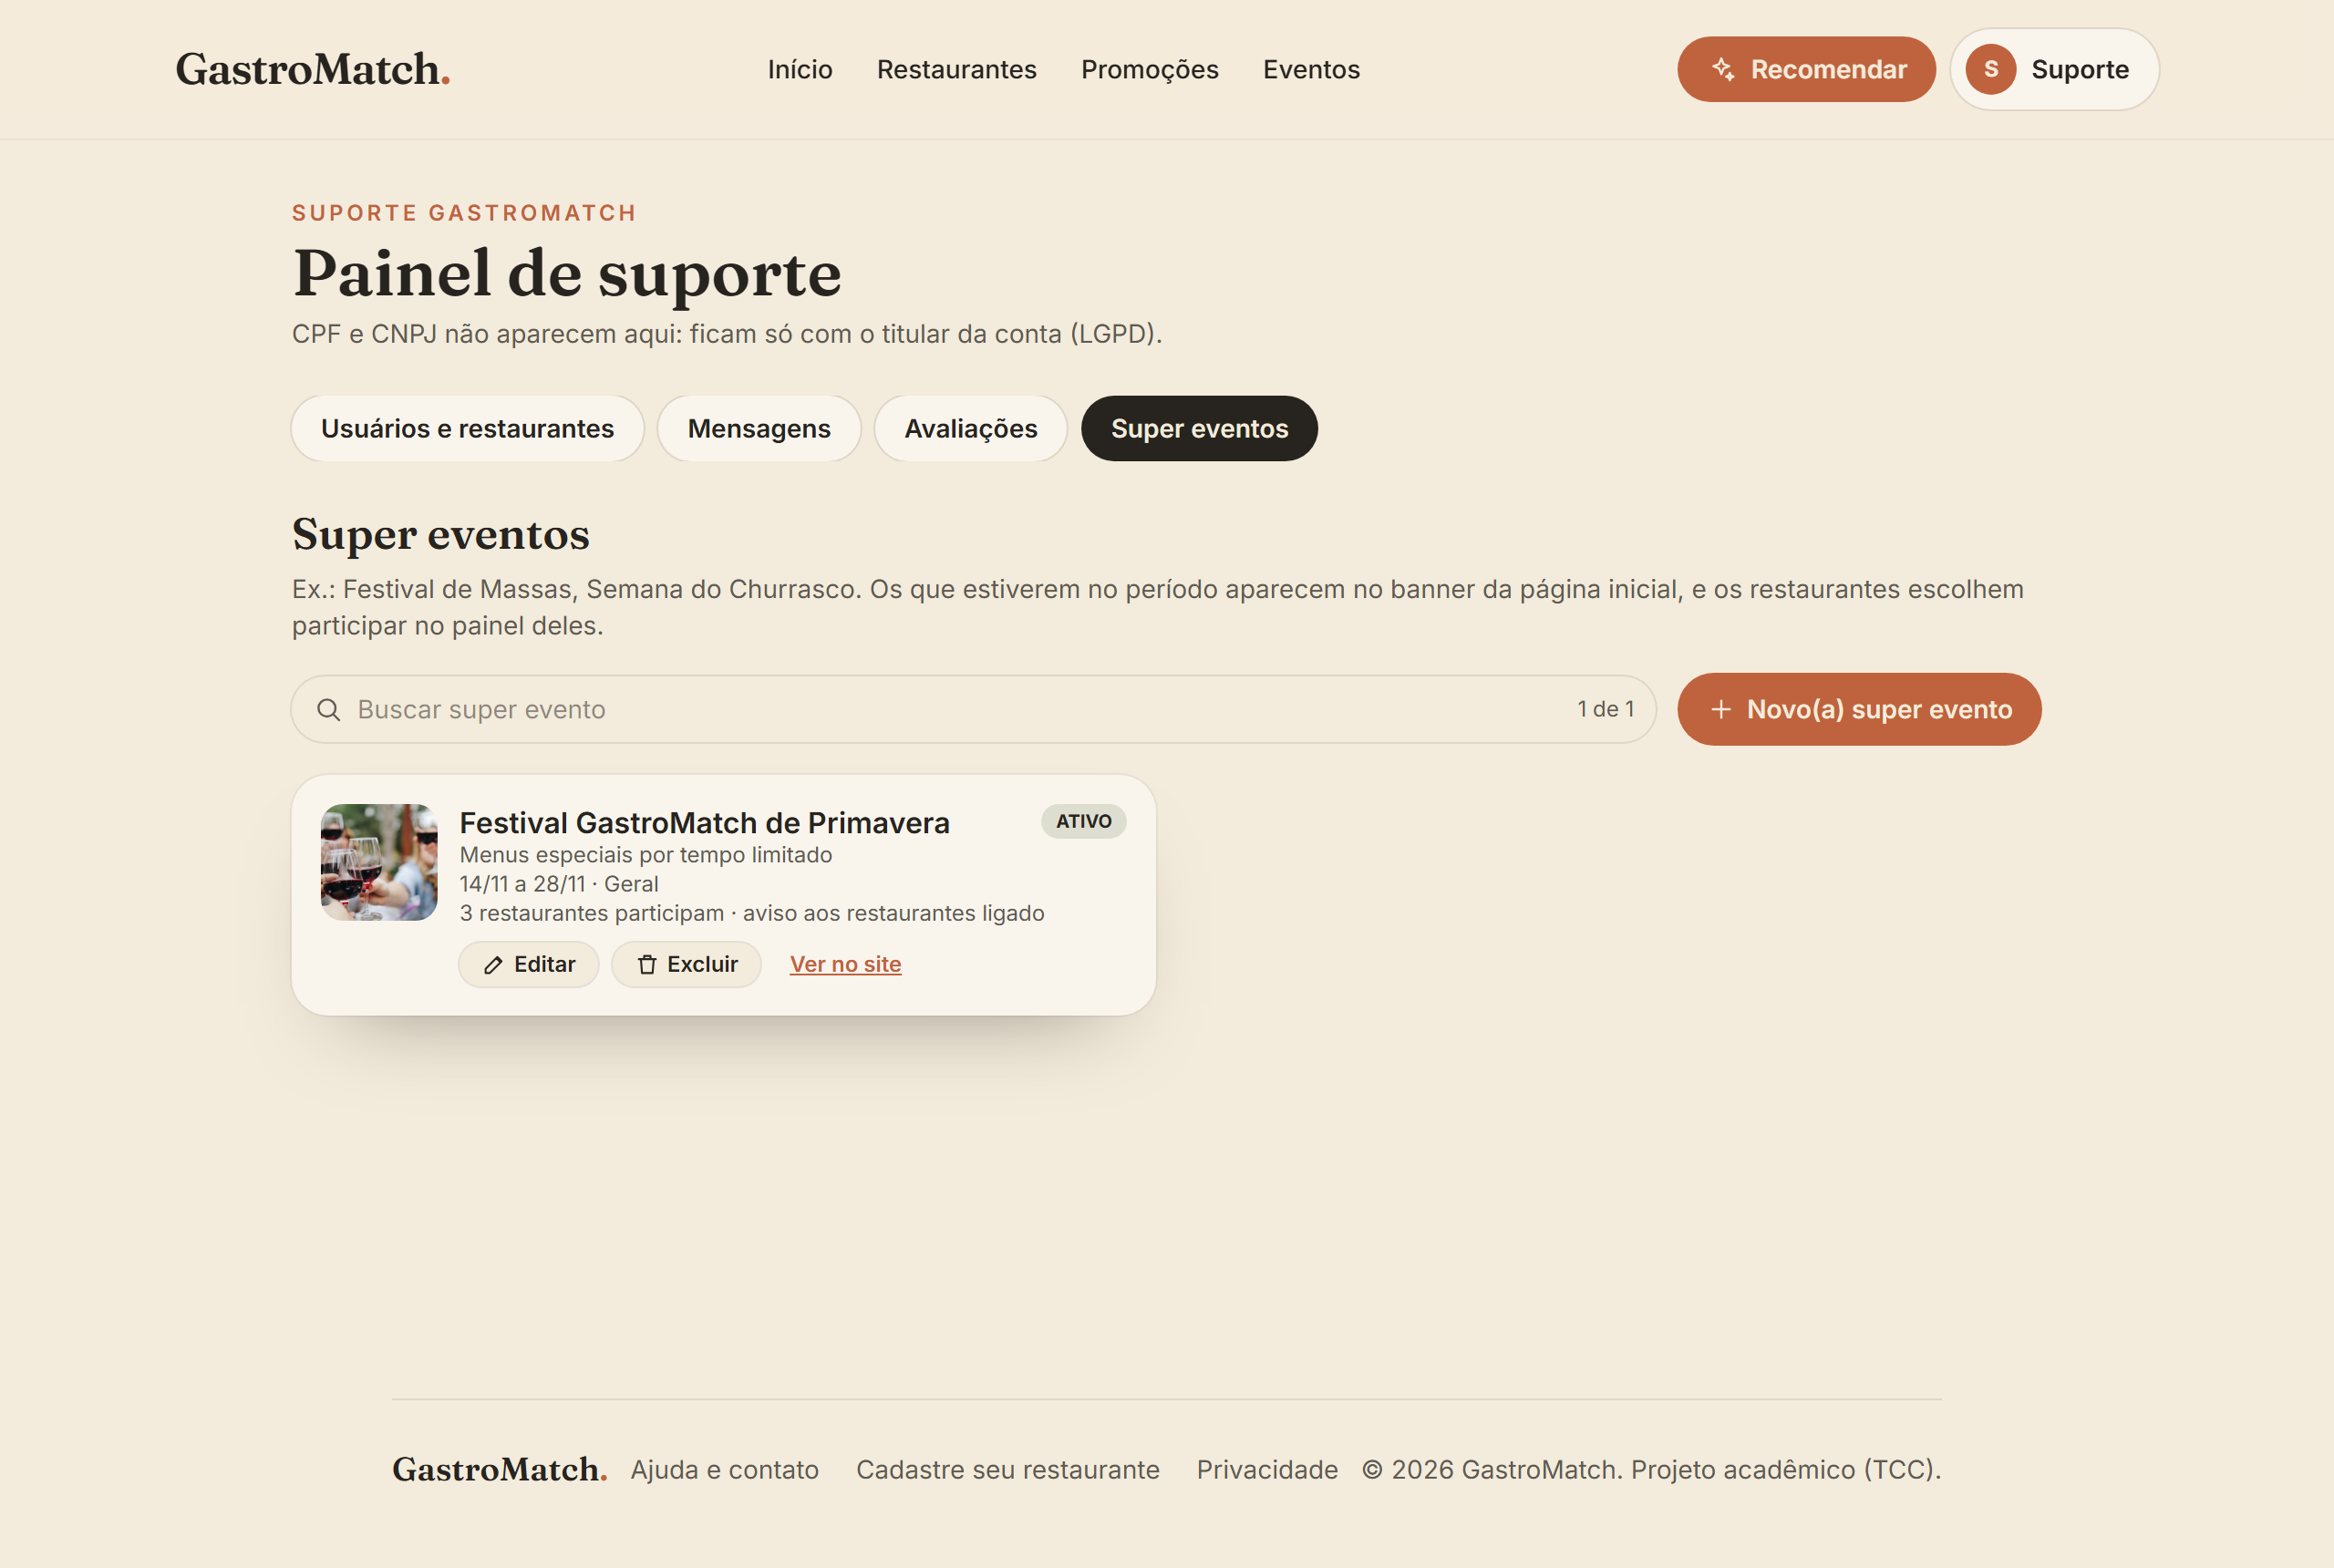 GastroMatch.
Início
Restaurantes
Promoções
Eventos
Recomendar
S
Suporte
SUPORTE GASTROMATCH
Painel de suporte
CPF e CNPJ não aparecem aqui: ficam só com o titular da conta (LGPD).
Usuários e restaurantes
Mensagens
Avaliações
Super eventos
Super eventos
Ex.: Festival de Massas, Semana do Churrasco. Os que estiverem no período aparecem no banner da página inicial, e os restaurantes escolhem
participar no painel deles.
Buscar super evento
1 de 1
Novo(a) super evento
Festival GastroMatch de Primavera
ATIVO
Menus especiais por tempo limitado
14/11 a 28/11 · Geral
3 restaurantes participam · aviso aos restaurantes ligado
Editar
Excluir
Ver no site
GastroMatch.
Ajuda e contato
Cadastre seu restaurante
Privacidade
© 2026 GastroMatch. Projeto acadêmico (TCC).